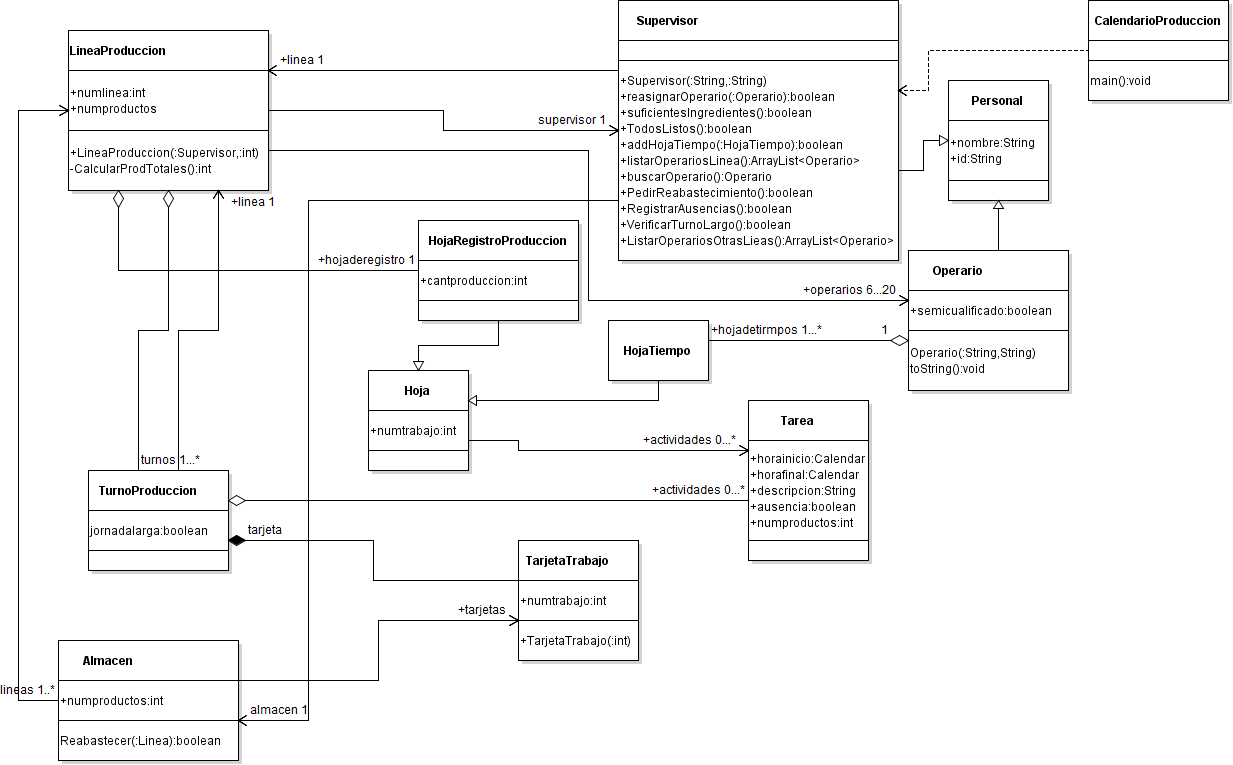 LineaProduccion
+numlinea:int
+numproductos
+LineaProduccion(:Supervisor,:int)
-CalcularProdTotales():int
+linea 1
supervisor 1
Supervisor
+Supervisor(:String,:String)
+reasignarOperario(:Operario):boolean
+suficientesIngredientes():boolean
+TodosListos():boolean
+addHojaTiempo(:HojaTiempo):boolean
+listarOperariosLinea():ArrayList<Operario>
+buscarOperario():Operario
+PedirReabastecimiento():boolean
+RegistrarAusencias():boolean
+VerificarTurnoLargo():boolean
+ListarOperariosOtrasLieas():ArrayList<Operario>
CalendarioProduccion
main():void
Personal
+nombre:String
+id:String
+linea 1
HojaRegistroProduccion
+cantproduccion:int
+hojaderegistro 1
+operarios 6...20
Operario
+semicualificado:boolean
Operario(:String,String)
toString():void
+hojadetirmpos 1...*
1
HojaTiempo
Hoja
+numtrabajo:int
+actividades 0...*
Tarea
+horainicio:Calendar
+horafinal:Calendar
+descripcion:String
+ausencia:boolean
+numproductos:int
turnos 1...*
TurnoProduccion
jornadalarga:boolean
+actividades 0...*
tarjeta
TarjetaTrabajo
+numtrabajo:int
+TarjetaTrabajo(:int)
+tarjetas
Almacen
+numproductos:int
Reabastecer(:Linea):boolean
lineas 1..*
almacen 1